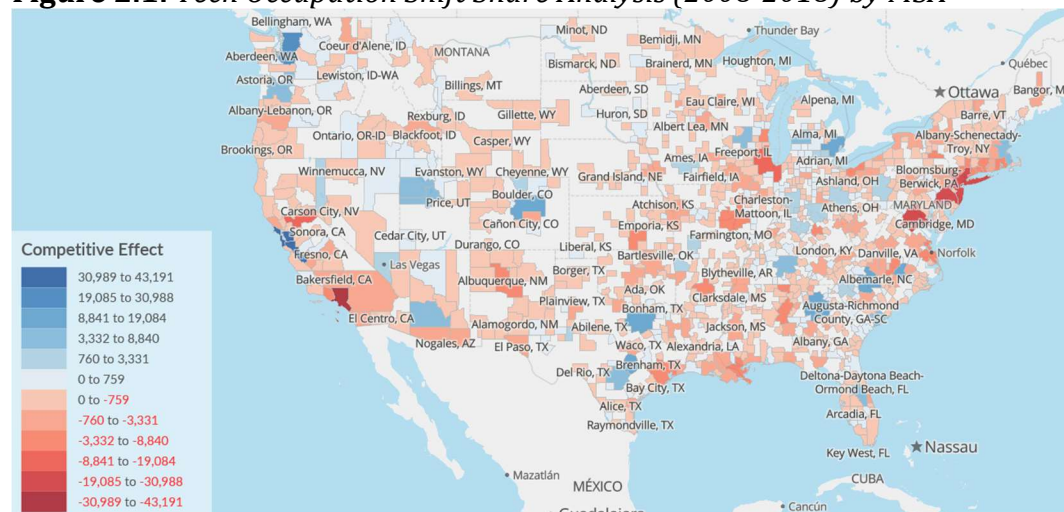 Figure 2.1: Tech Occupation Shift Share Analysis (2008-2018) by MSA
Bellingham, WA
Minot, ND
Bemidji, MN
Thunder Bay
Aberdeen, WA
Coeur d'Alene, ID
MONTANA
Bismarck, ND
Brainerd, MN
Houghton, MI
Québec
Astoria, OR
Lewiston, ID-WA
Billings, MT
Aberdeen, SD
Ottawa
Bangor, M
Albany-Lebanon, OR
Rexburg, ID
Gillette, WY
Huron, SD
Eau Claire, WI
Alpena, MI
Barre, VT
Ontario, OR-ID
Blackfoot, ID
Albert Lea, MN
Alma, MI
Albany-Schenectady-
Troy, NY
Brookings, OR
Casper, WY
Freeport, IL
Ames, IA
Adrian, MI
Bloomsburg-
Berwick, PA
Winnemucca, NV
Evanston, WY
Cheyenne, WY
Grand Island, NE
Fairfield, IA
Ashland, OH
Boulder, CO
Price, UT
Atchison, KS
Charleston-
Mattoon, IL
Athens, OH
MARYLAND
Carson City, NV
Cañon City, CO
Emporia, KS
Farmington, MO
Cambridge, MD
Sonora, CA
Cedar City, UT
Durango, CO
Liberal, KS
London, KY
Danville, VA
Norfolk
Fresno, CA
Las Vegas
Bartlesville, OK
Blytheville, AR
Albemarle, NC
Bakersfield, CA
Albuquerque, NM
Borger, TX
Ada, OK
Clarksdale, MS
Augusta-Richmond
County, GA-SC
El Centro, CA
Plainview, TX
Bonham, TX
Alamogordo, NM
Abilene, TX
Jackson, MS
Nogales, AZ
El Paso, TX
Waco, TX
Alexandria, LA
Albany, GA
Del Rio, TX
Brenham, TX
Bay City, TX
Deltona-Daytona Beach-
Ormond Beach, FL
Alice, TX
Arcadia, FL
Raymondville, TX
Key West, FL
Nassau
Mazatlán
MÉXICO
CUBA
Cancún
Competitive Effect
30,989 to 43,191
19,085 to 30,988
8,841 to 19,084
3,332 to 8,840
760 to 3,331
0 to 759
0 to -759
-760 to -3,331
-3,332 to -8,840
-8,841 to -19,084
-19,085 to -30,988
-30,989 to -43,191